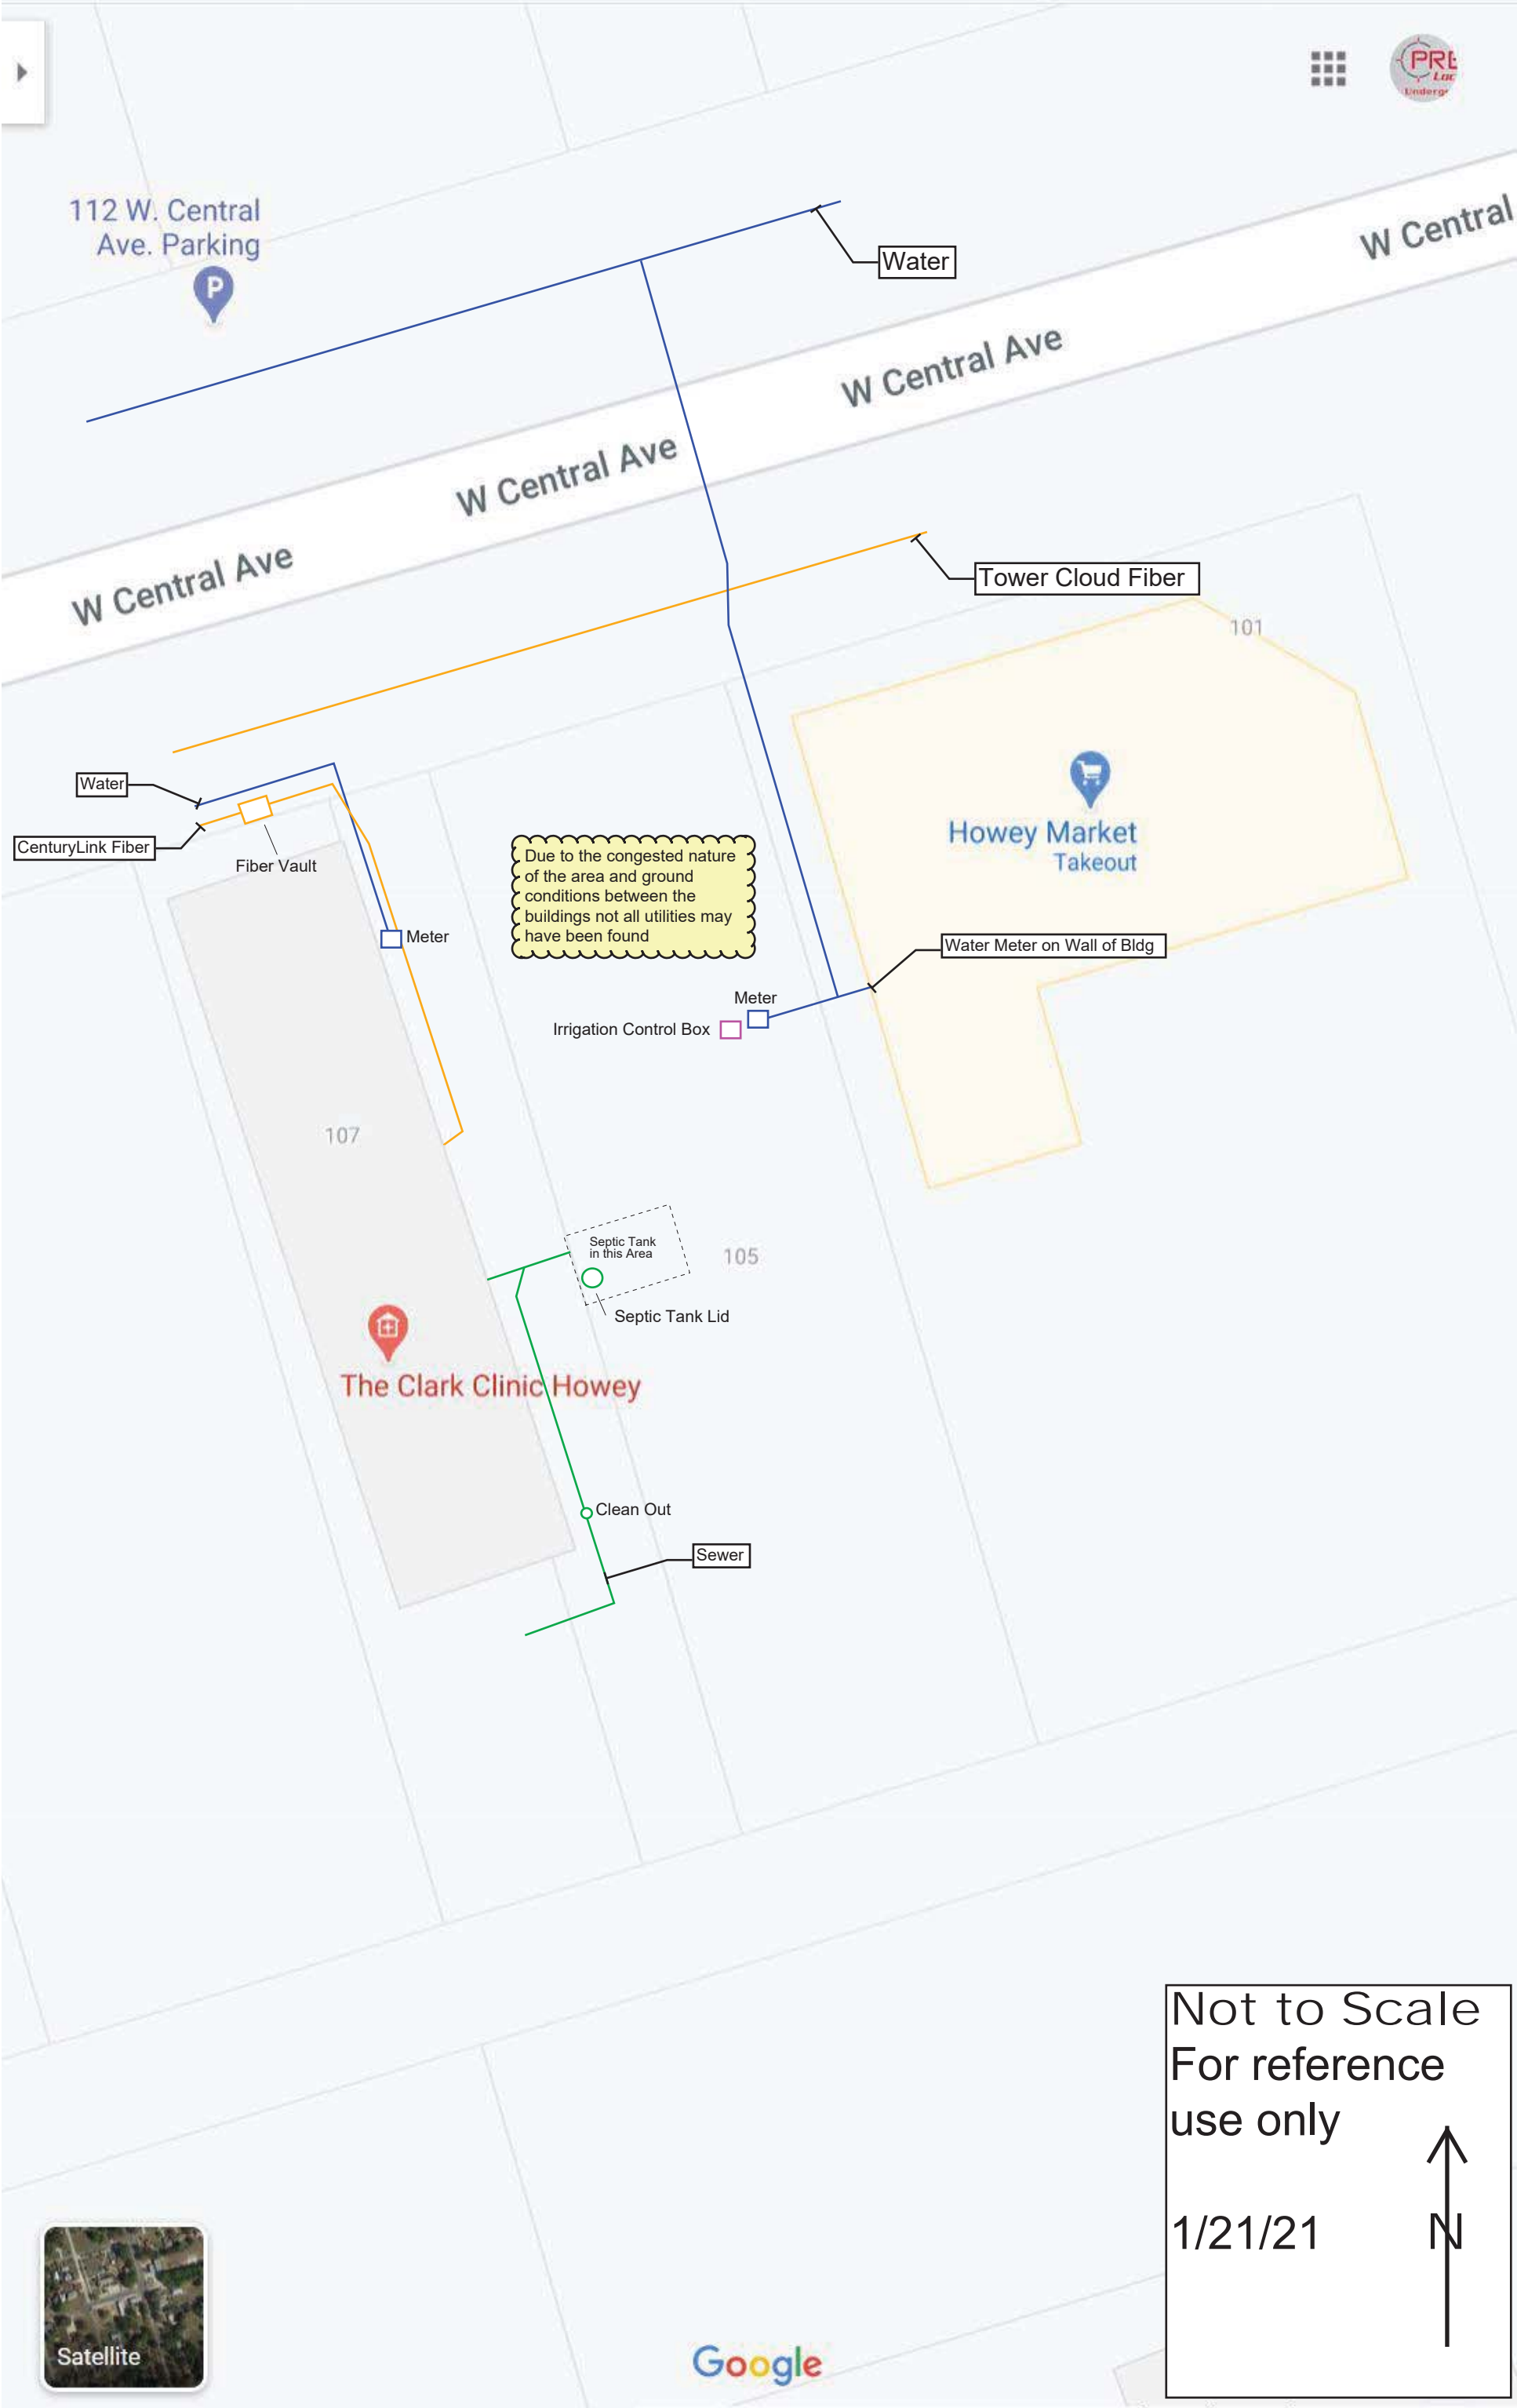 PRE
Loc
Underg
112 W. Central
Ave. Parking
P
Water
W Central
W Central Ave
W Central Ave
W Central Ave
Tower Cloud Fiber
101
Water
CenturyLink Fiber
Fiber Vault
Howey Market
Takeout
Due to the congested nature
of the area and ground
conditions between the
buildings not all utilities may
have been found
Meter
Water Meter on Wall of Bldg
Meter
Irrigation Control Box
107
Septic Tank
in this Area
105
Septic Tank Lid
The Clark Clinic Howey
Clean Out
Sewer
Not to Scale
For reference
use only
1/21/21
N
Satellite
Google